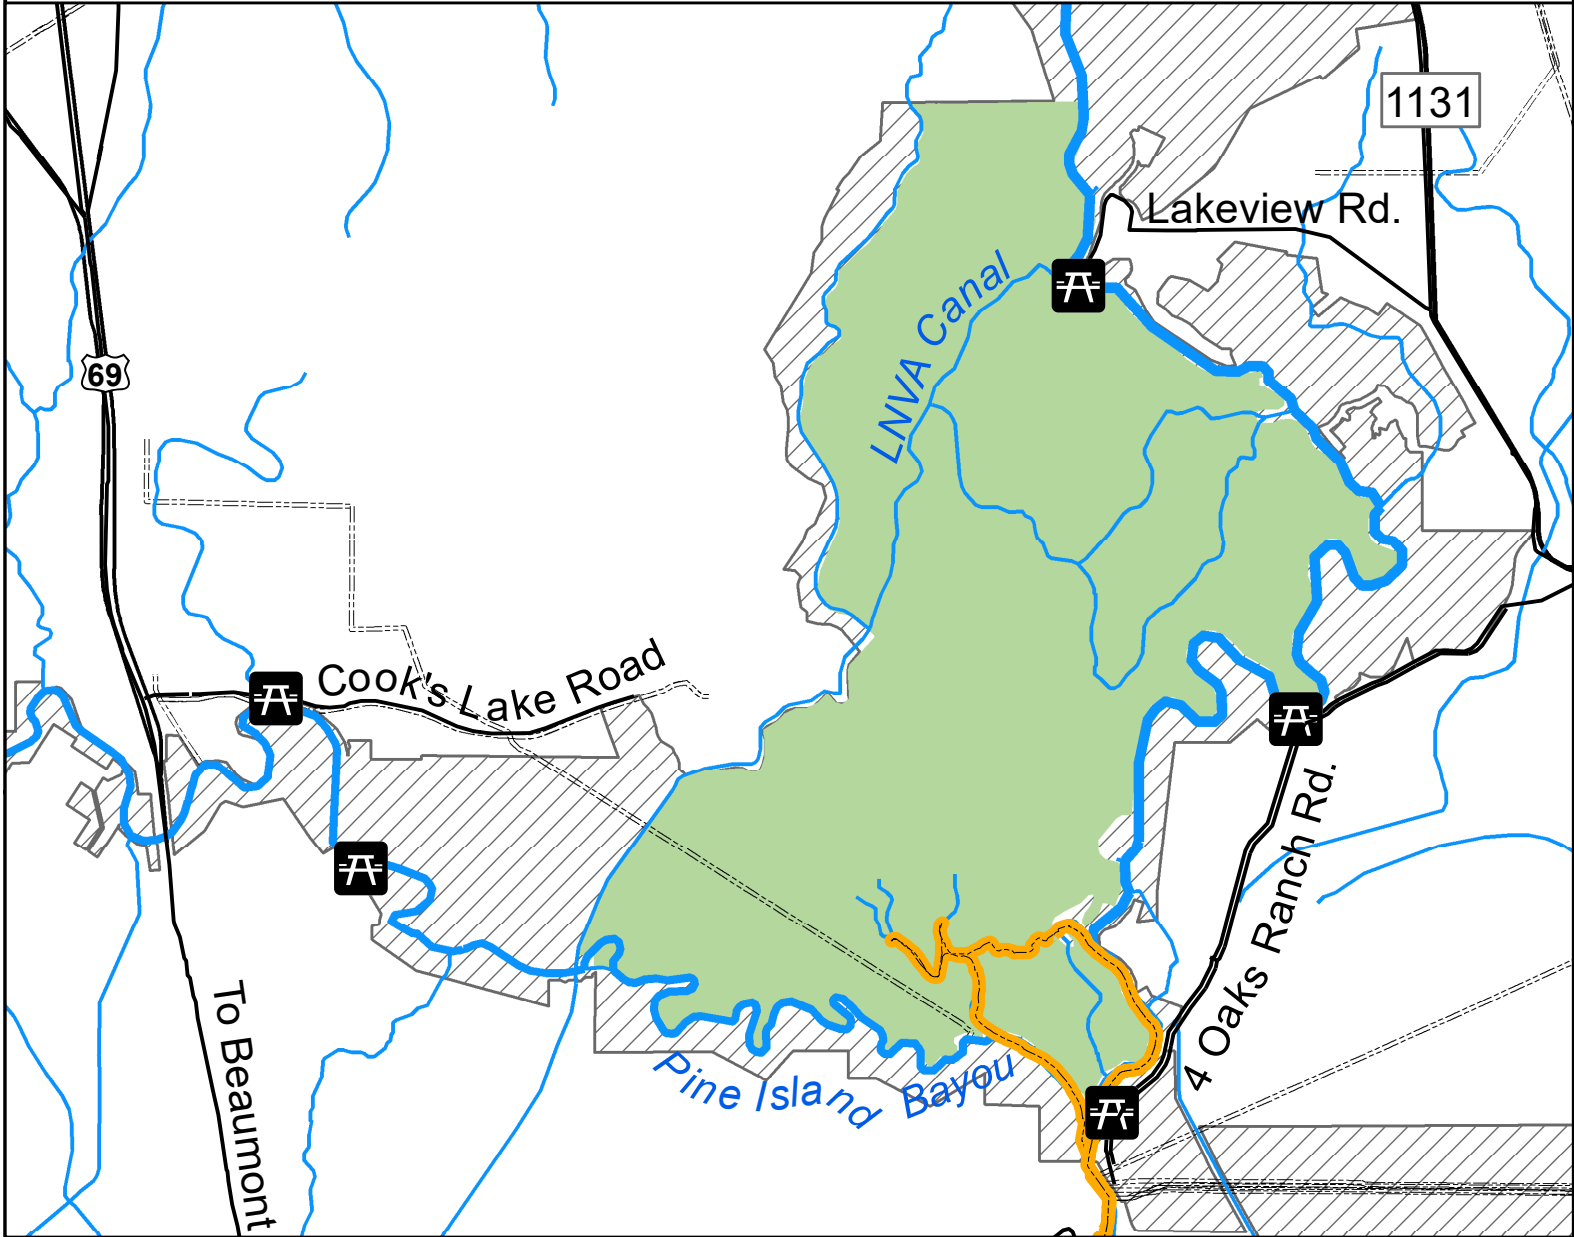 1131
Lakeview Rd.
LNVA Canal
69
Cook's Lake Road
4 Oaks Ranch Rd.
To Beaumont
Pine Island Bayou